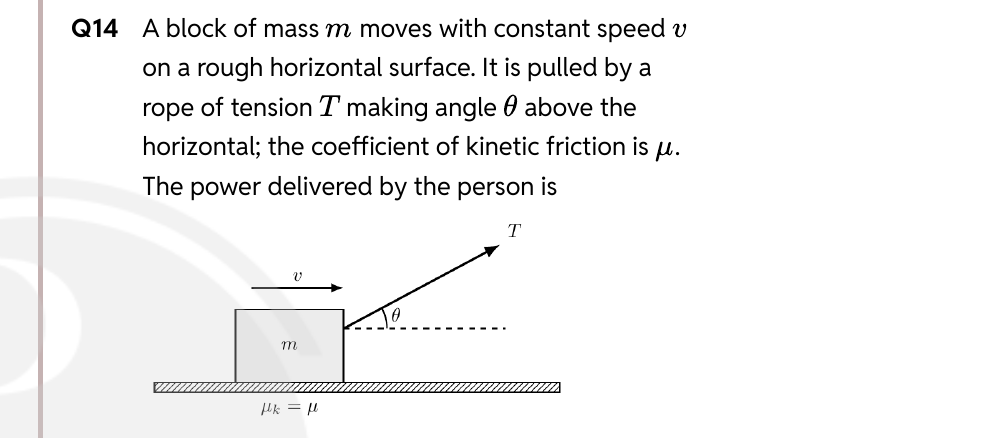 Q14 A block of mass m moves with constant speed v
on a rough horizontal surface. It is pulled by a
rope of tension T making angle θ above the
horizontal; the coefficient of kinetic friction is μ.
The power delivered by the person is
T
v
θ
m
μk = μ